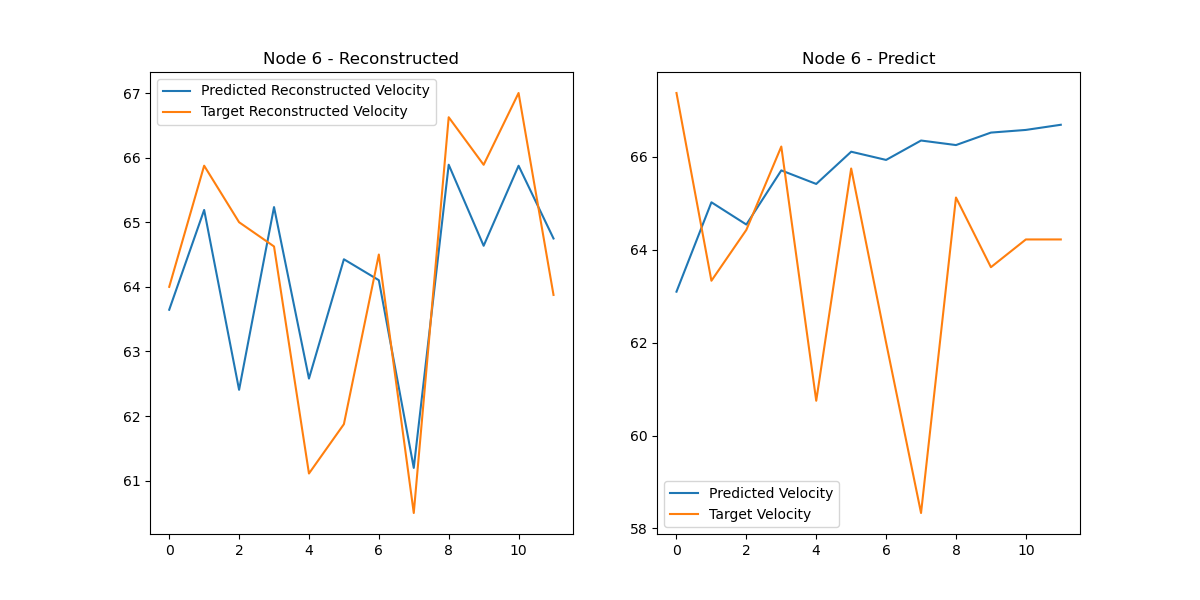 Node 6 - Reconstructed
Predicted Reconstructed Velocity
Target Reconstructed Velocity
67
66
65
64
63
62
61
0 2 4 6 8 10
Node 6 - Predict
66
64
62
60
58
Predicted Velocity
Target Velocity
0 2 4 6 8 10